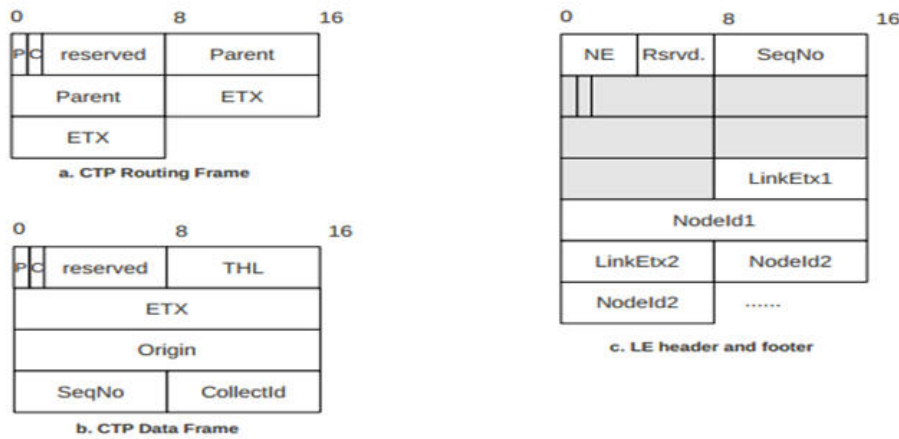 0 8 16
P C reserved Parent
Parent ETX
ETX
a. CTP Routing Frame
0 8 16
P C reserved THL
ETX
Origin
SeqNo CollectId
b. CTP Data Frame
0 8 16
NE Rsrvd. SeqNo
LinkEtx1
NodeId1
LinkEtx2 NodeId2
NodeId2 ......
c. LE header and footer